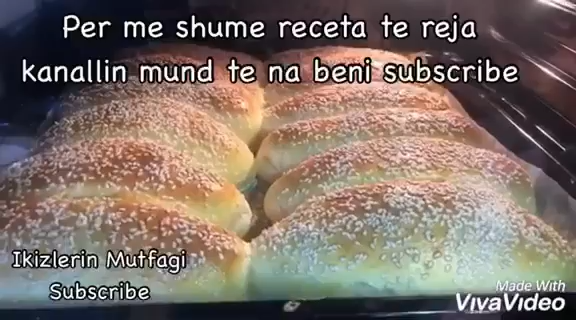 Per me shume receta te reja
kanallin mund te na beni subscribe
Ikizlerin Mutfagi
Subscribe
Made With
VivaVideo